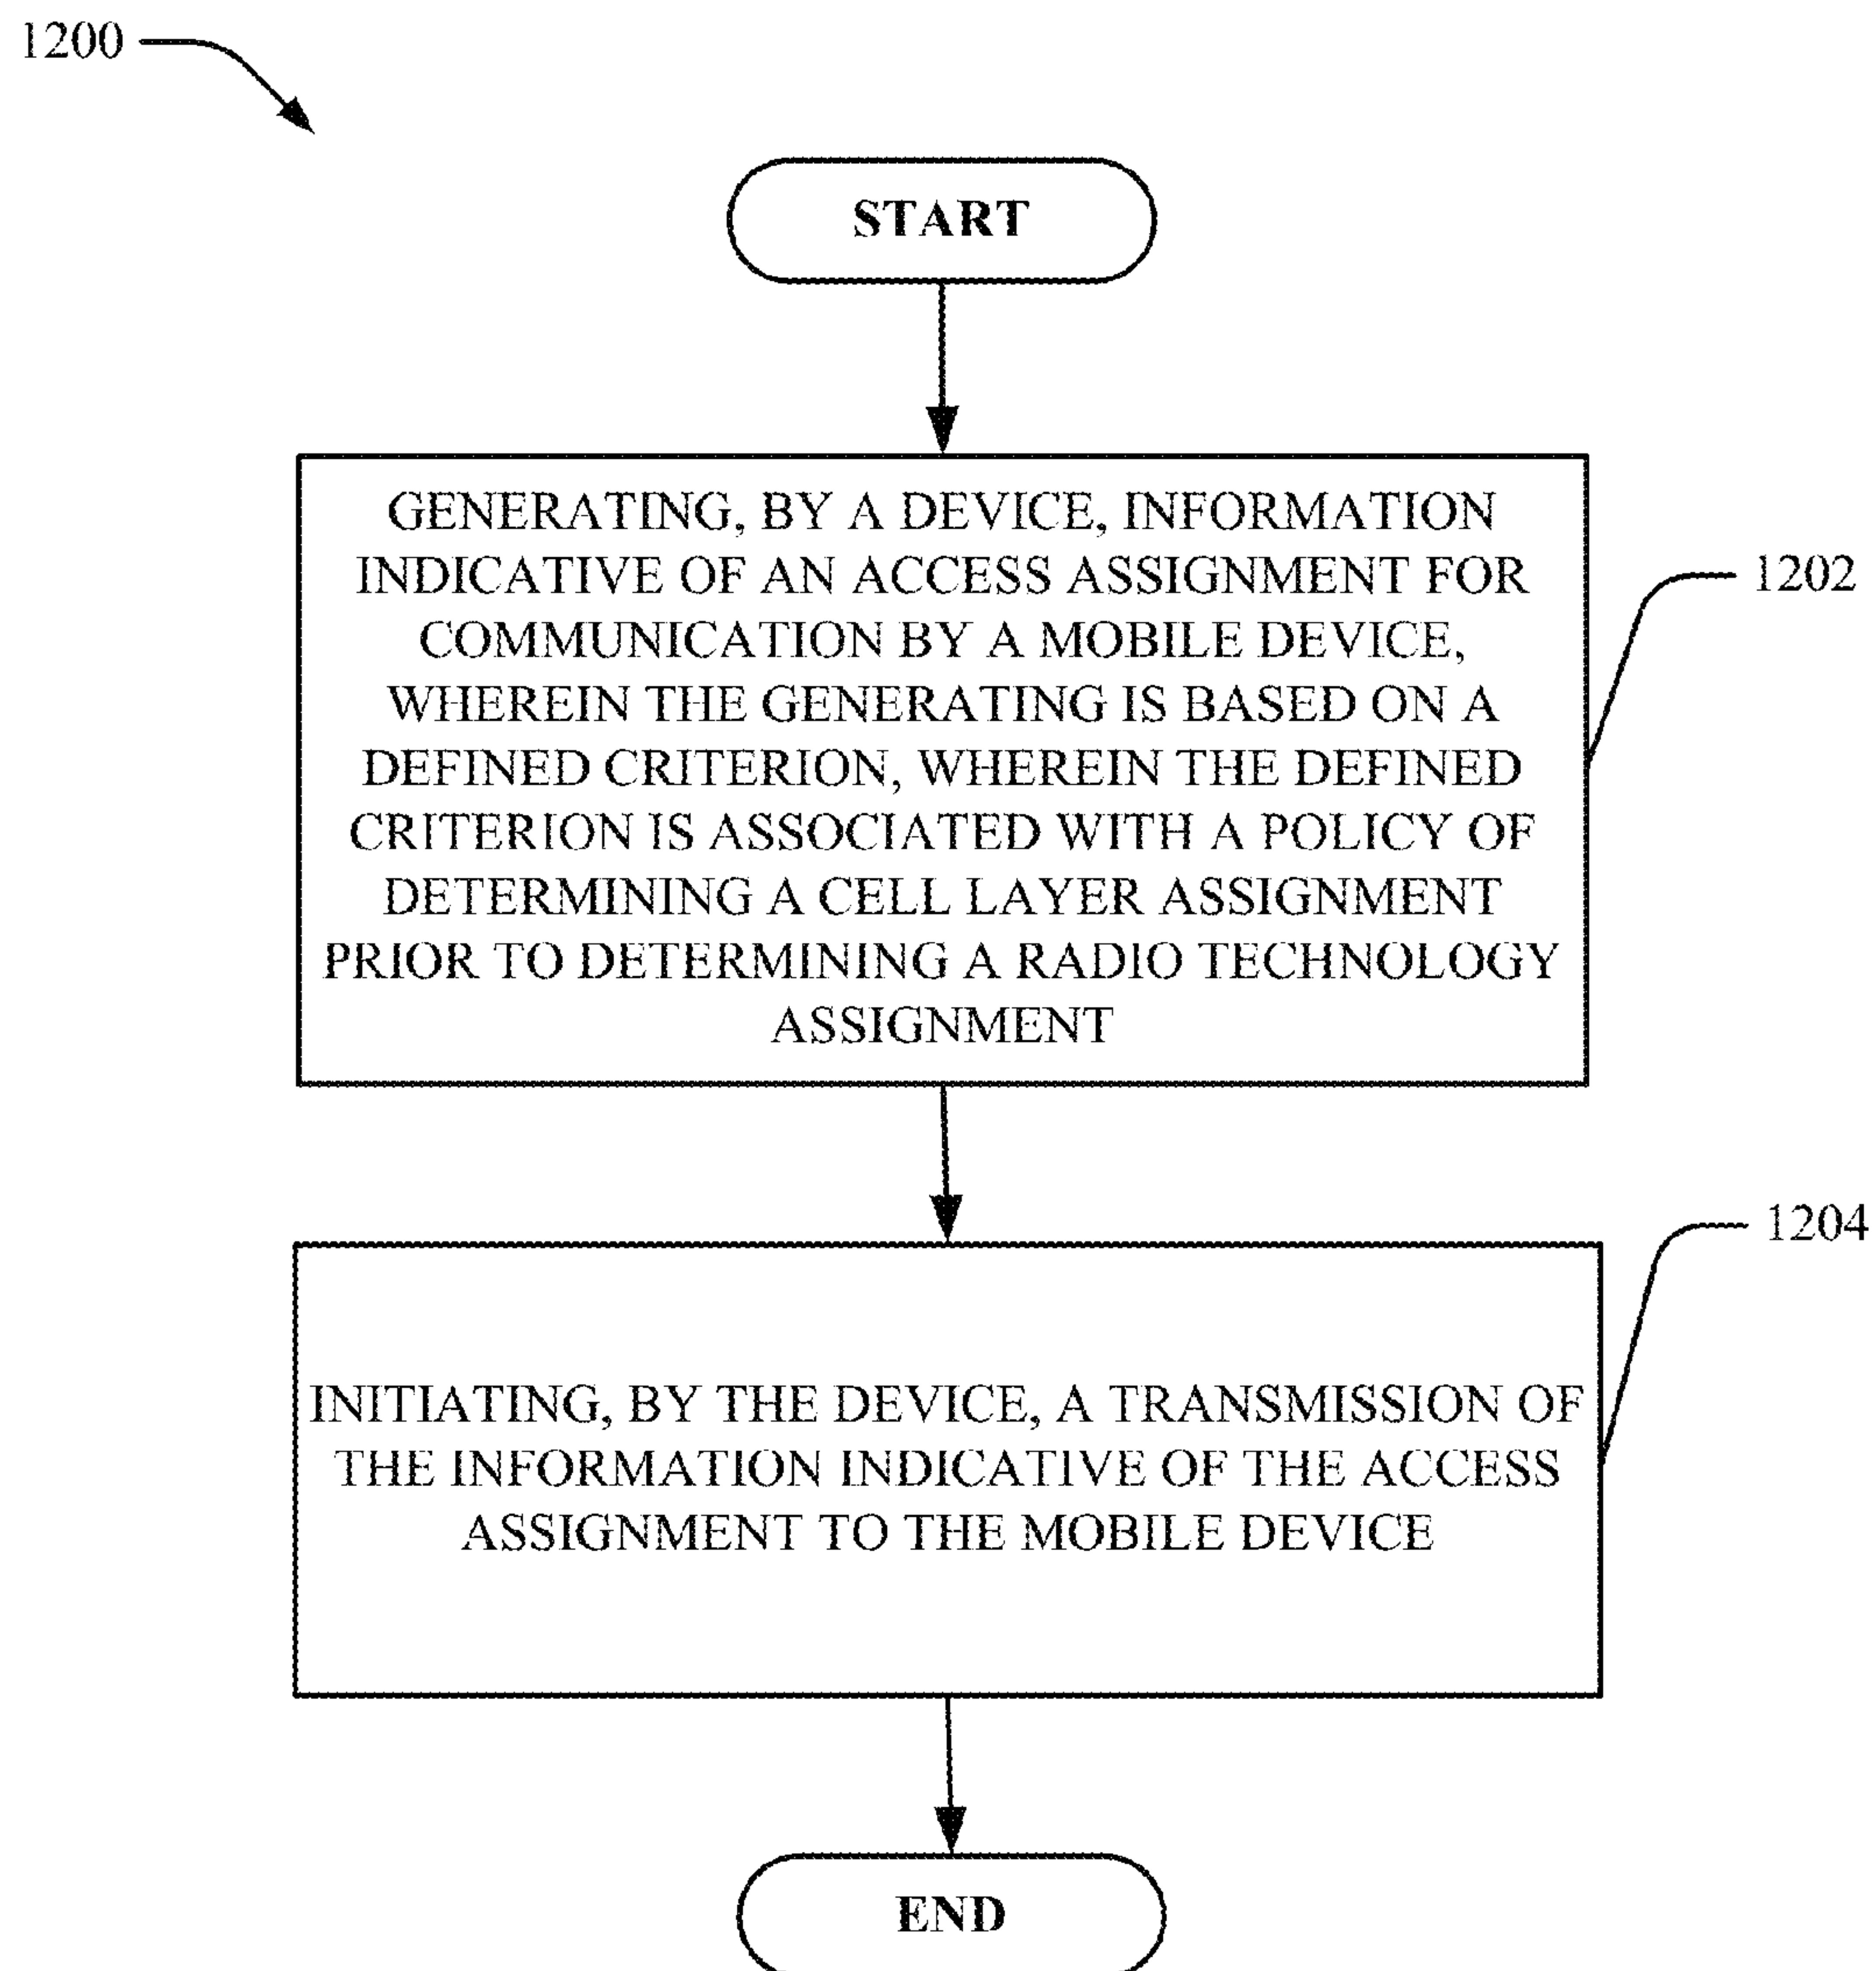 1200
START
GENERATING, BY A DEVICE, INFORMATION
INDICATIVE OF AN ACCESS ASSIGNMENT FOR
COMMUNICATION BY A MOBILE DEVICE,
WHEREIN THE GENERATING IS BASED ON A
DEFINED CRITERION, WHEREIN THE DEFINED
CRITERION IS ASSOCIATED WITH A POLICY OF
DETERMINING A CELL LAYER ASSIGNMENT
PRIOR TO DETERMINING A RADIO TECHNOLOGY
ASSIGNMENT
1202
INITIATING, BY THE DEVICE, A TRANSMISSION OF
THE INFORMATION INDICATIVE OF THE ACCESS
ASSIGNMENT TO THE MOBILE DEVICE
1204
END